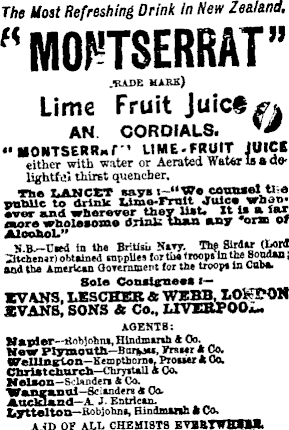 The Most Refreshing Drink in New Zealand.
"MONTSERRAT"
TRADE MARK)
Lime Fruit Juice
AN. CORDIALS.
"MONTSERRAT" LIME-FRUIT JUICE
either with water or Aerated Water is a de-
lightful thirst quencher.
The LANCET says:—"We counsel the
public to drink Lime-Fruit Juice when-
ever and wherever they list. It is a far
more wholesome drink than any form of
Alcohol."
N.B.—Used in the British Navy. The Sirdar (Lord
Kitchenar) obtained supplies for the troops in the Soudan;
and the American Government for the troops in Cuba.
Sole Consignees:—
EVANS, LESCHER & WEBB, LONDON
EVANS, SONS & Co., LIVERPOOL.
AGENTS:
Napier—Robjohns, Hindmarsh & Co.
New Plymouth—Burgess, Fraser & Co.
Wellington—Kempthorne, Prosser & Co.
Christchurch—Chrystall & Co.
Nelson—Sclanders & Co.
Wanganui—Sclanders & Co.
Auckland—A. J. Entrican.
Lyttelton—Robjohns, Hindmarsh & Co.
AND OF ALL CHEMISTS EVERYWHERE.